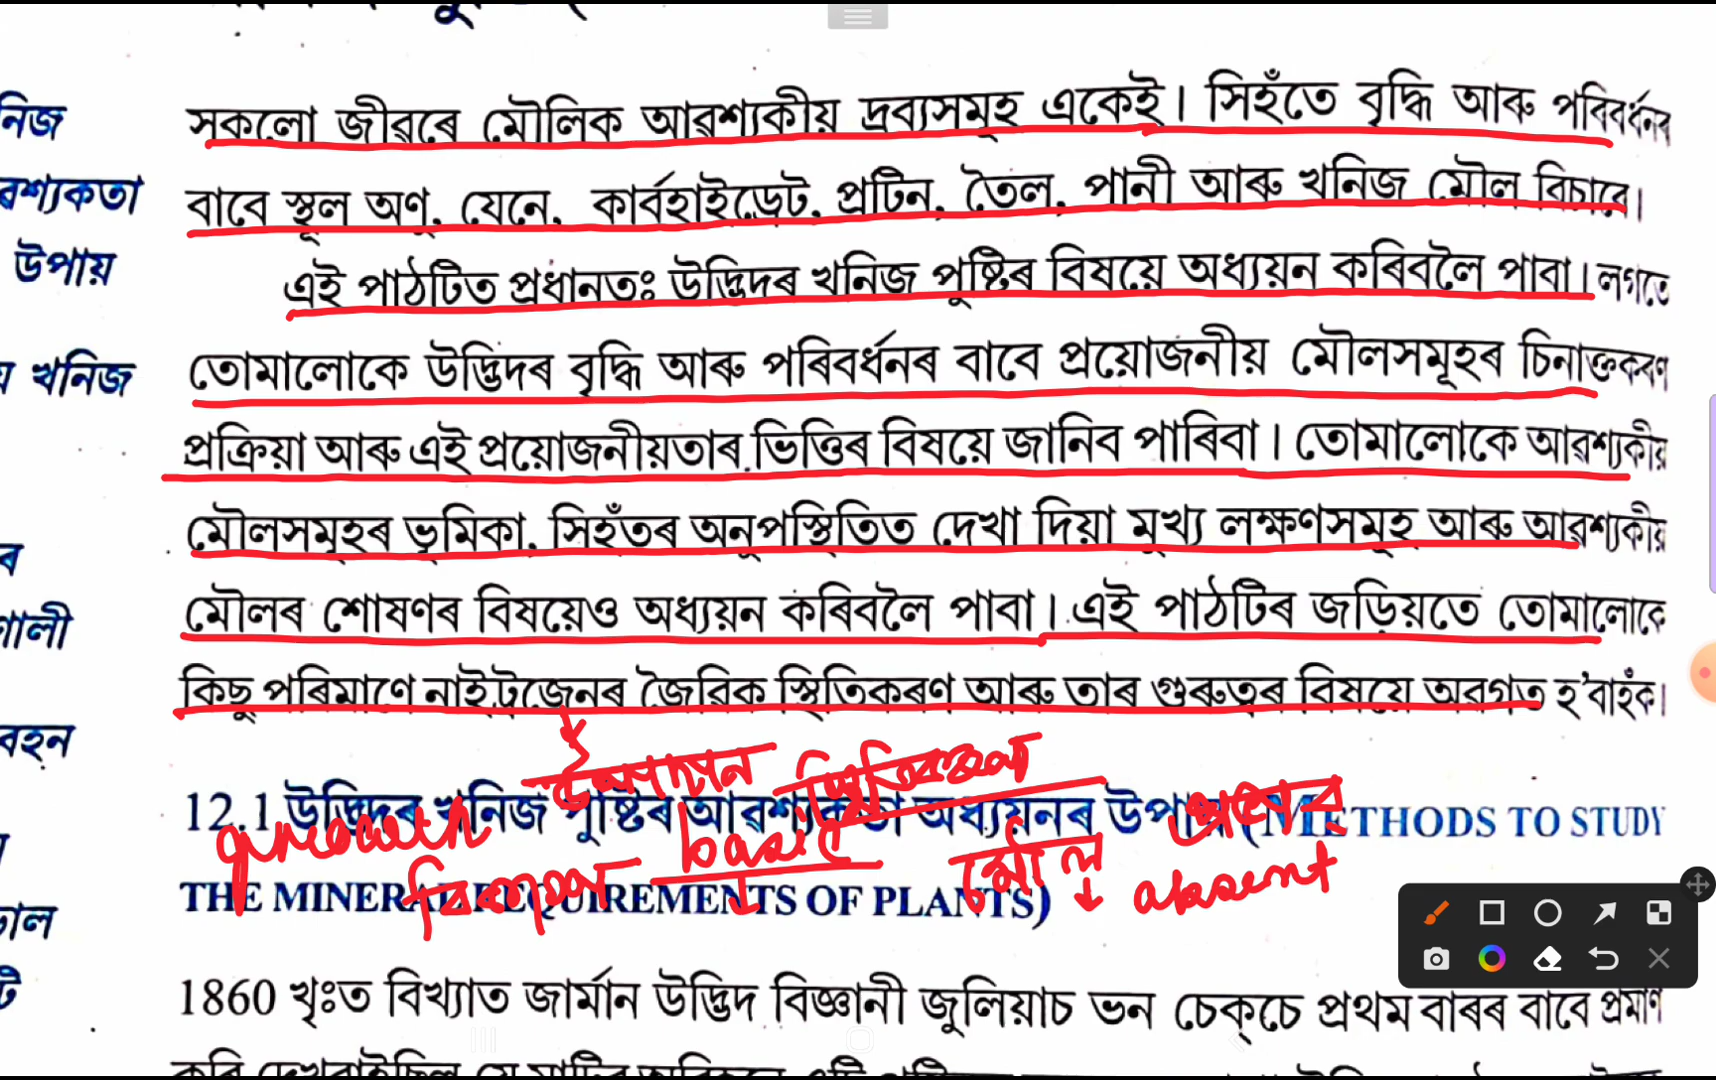 নিজ
ৱশ্যকতা
উপায়
খনিজ
ৰ
গালী
বহন
ঢাল
টি
সকলো জীৱৰে মৌলিক আৱশ্যকীয় দ্ৰব্যসমূহ একেই। সিহঁতে বৃদ্ধি আৰু পৰিবৰ্ধনৰ
বাবে স্থূল অণু, যেনে, কাৰ্বহাইড্ৰেট, প্ৰটিন, তৈল, পানী আৰু খনিজ মৌল বিচাৰে।
এই পাঠটিত প্ৰধানতঃ উদ্ভিদৰ খনিজ পুষ্টিৰ বিষয়ে অধ্যয়ন কৰিবলৈ পাবা। লগতে
তোমালোকে উদ্ভিদৰ বৃদ্ধি আৰু পৰিবৰ্ধনৰ বাবে প্ৰয়োজনীয় মৌলসমূহৰ চিনাক্তকৰণ
প্ৰক্ৰিয়া আৰু এই প্ৰয়োজনীয়তাৰ ভিত্তিৰ বিষয়ে জানিব পাৰিবা। তোমালোকে আৱশ্যকীয়
মৌলসমূহৰ ভূমিকা, সিহঁতৰ অনুপস্থিতিত দেখা দিয়া মুখ্য লক্ষণসমূহ আৰু আৱশ্যকীয়
মৌলৰ শোষণৰ বিষয়েও অধ্যয়ন কৰিবলৈ পাবা। এই পাঠটিৰ জড়িয়তে তোমালোকে
কিছু পৰিমাণে নাইট্ৰজেনৰ জৈৱিক স্থিতিকৰণ আৰু তাৰ গুৰুত্বৰ বিষয়ে অৱগত হ'বাহঁক।
12.1 উদ্ভিদৰ খনিজ পুষ্টিৰ আৱশ্যকতা অধ্যয়নৰ উপায় (METHODS TO STUDY
THE MINERAL REQUIREMENTS OF PLANTS)
basic
মৌল
absent
1860 খৃঃত বিখ্যাত জাৰ্মান উদ্ভিদ বিজ্ঞানী জুলিয়াচ ভন চেক্‌চে প্ৰথম বাৰৰ বাবে প্ৰমাণ